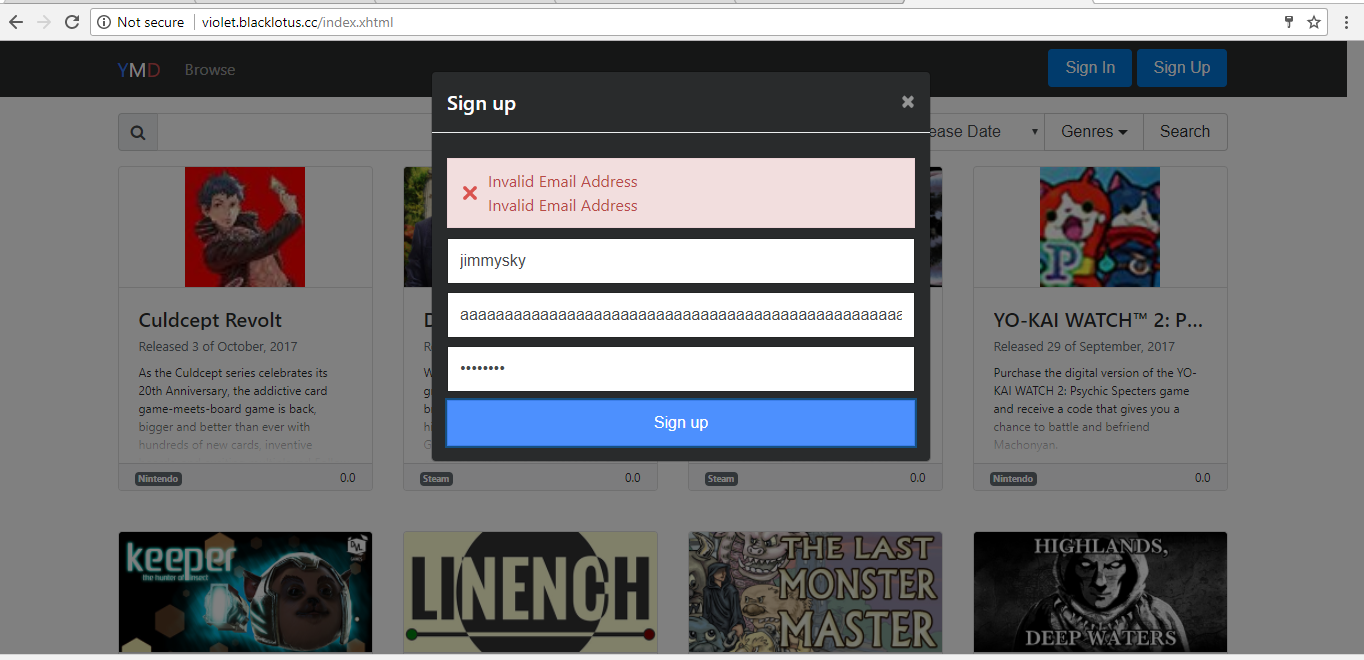 Not secure violet.blacklotus.cc/index.xhtml
YMD Browse Sign In Sign Up
Sign up
ease Date Genres Search
Invalid Email Address
Invalid Email Address
jimmysky
aaaaaaaaaaaaaaaaaaaaaaaaaaaaaaaaaaaaaaaaaaaaaaaaaa
••••••••
Sign up
Culdcept Revolt
Released 3 of October, 2017
As the Culdcept series celebrates its
20th Anniversary, the addictive card
game-meets-board game is back,
bigger and better than ever with
hundreds of new cards, inventive
Nintendo 0.0
Steam 0.0
Steam 0.0
YO-KAI WATCH™ 2: P...
Released 29 of September, 2017
Purchase the digital version of the YO-
KAI WATCH 2: Psychic Specters game
and receive a code that gives you a
chance to battle and befriend
Machonyan.
Nintendo 0.0
keeper
the hunter of insect
LINENCH
THE LAST
MONSTER
MASTER
HIGHLANDS,
DEEP WATERS